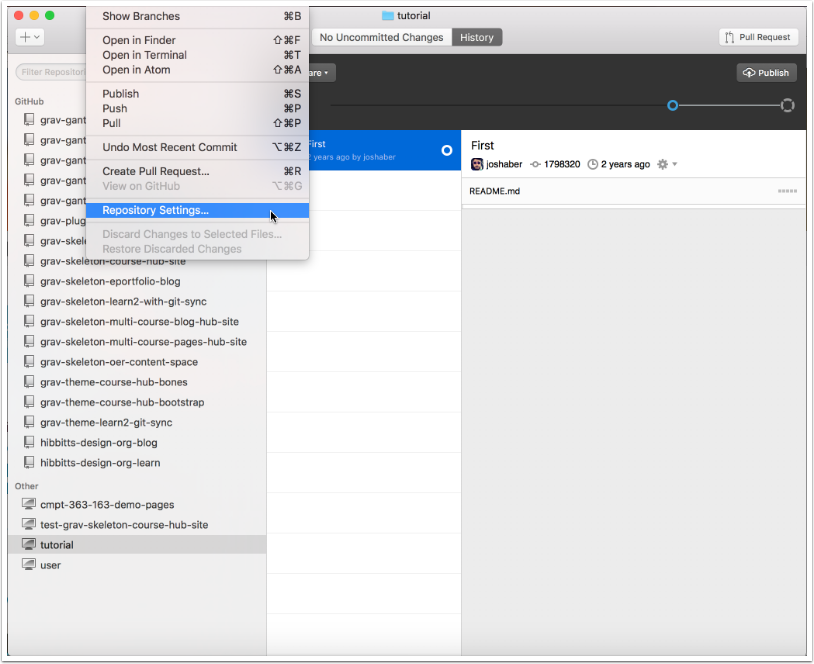 tutorial
No Uncommitted Changes
History
Pull Request
Show Branches ⌘B
Open in Finder ⇧⌘F
Open in Terminal ⌘T
Open in Atom ⇧⌘A
Publish ⌘S
Push ⌘P
Pull ⇧⌘P
Undo Most Recent Commit ⌥⌘Z
Create Pull Request... ⌘R
View on GitHub ⌥⌘G
Repository Settings...
Discard Changes to Selected Files...
Restore Discarded Changes
Filter Repositori
are
Publish
GitHub
grav-gant
grav-gant
grav-gant
grav-gant
grav-gant
grav-plug
grav-skel
grav-skeleton-course-hub-site
grav-skeleton-eportfolio-blog
grav-skeleton-learn2-with-git-sync
grav-skeleton-multi-course-blog-hub-site
grav-skeleton-multi-course-pages-hub-site
grav-skeleton-oer-content-space
grav-theme-course-hub-bones
grav-theme-course-hub-bootstrap
grav-theme-learn2-git-sync
hibbitts-design-org-blog
hibbitts-design-org-learn
Other
cmpt-363-163-demo-pages
test-grav-skeleton-course-hub-site
tutorial
user
First
2 years ago by joshaber
First
joshaber 1798320 2 years ago
README.md